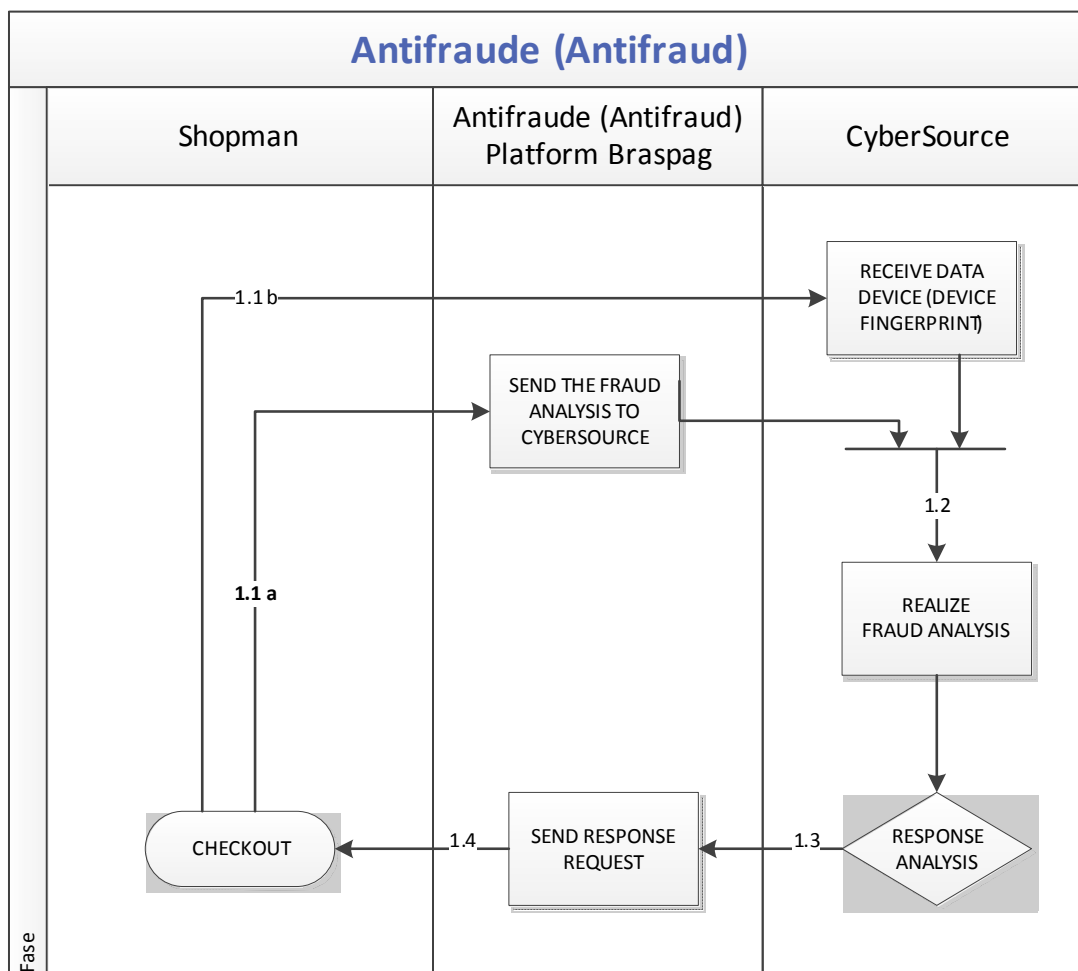 Antifraude (Antifraud)
Shopman
Antifraude (Antifraud)
Platform Braspag
CyberSource
RECEIVE DATA
DEVICE (DEVICE
FINGERPRINT)
1.1 b
SEND THE FRAUD
ANALYSIS TO
CYBERSOURCE
1.2
1.1 a
REALIZE
FRAUD ANALYSIS
CHECKOUT
1.4
SEND RESPONSE
REQUEST
1.3
RESPONSE
ANALYSIS
Fase